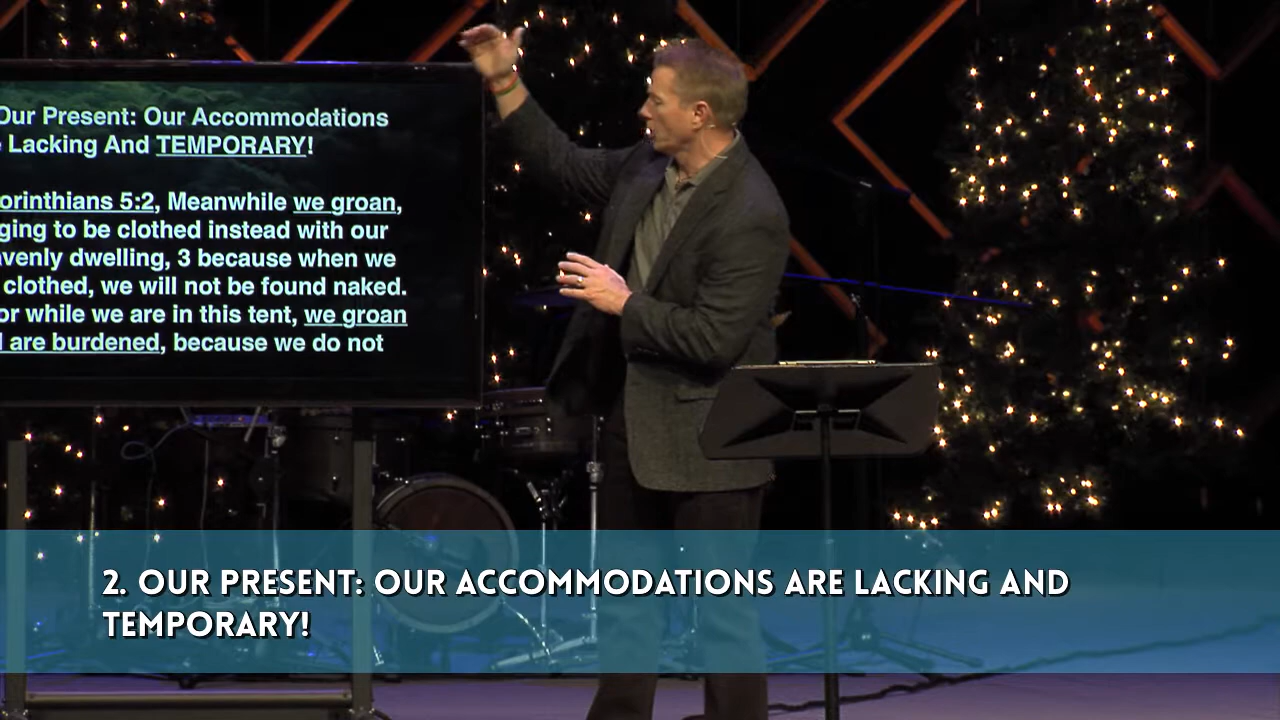 Our Present: Our Accommodations
Lacking And TEMPORARY!
orinthians 5:2, Meanwhile we groan,
ging to be clothed instead with our
avenly dwelling, 3 because when we
clothed, we will not be found naked.
or while we are in this tent, we groan
are burdened, because we do not
2. OUR PRESENT: OUR ACCOMMODATIONS ARE LACKING AND
TEMPORARY!